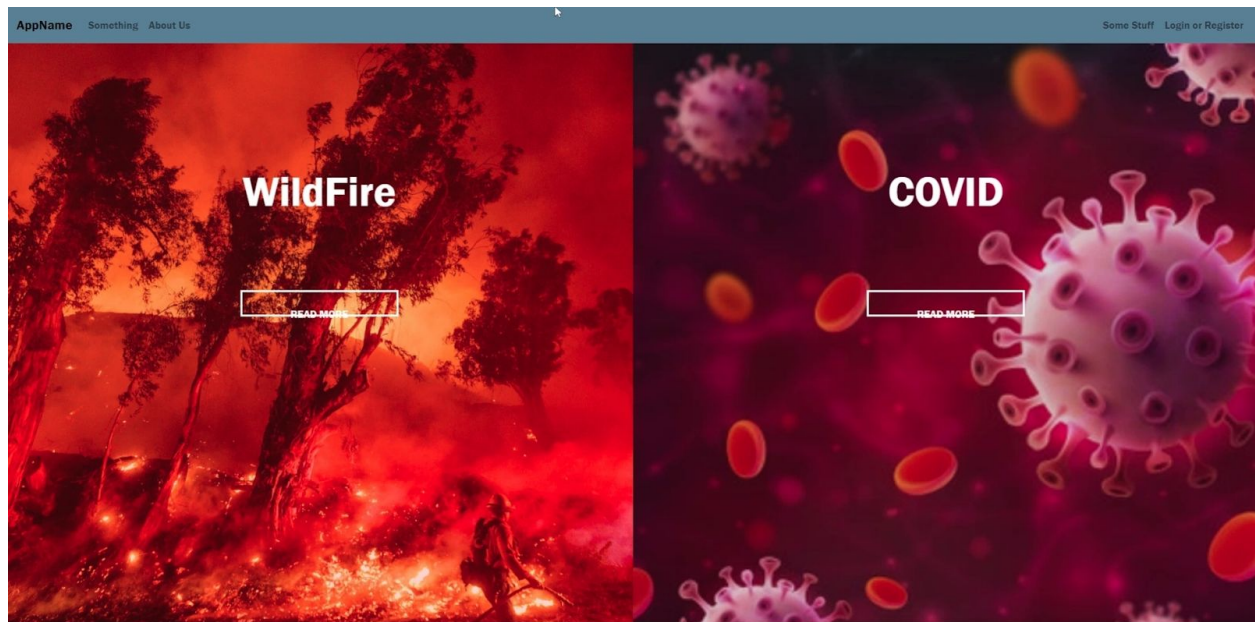 AppName Something About Us Some Stuff Login or Register
WildFire
COVID
READ MORE
READ MORE